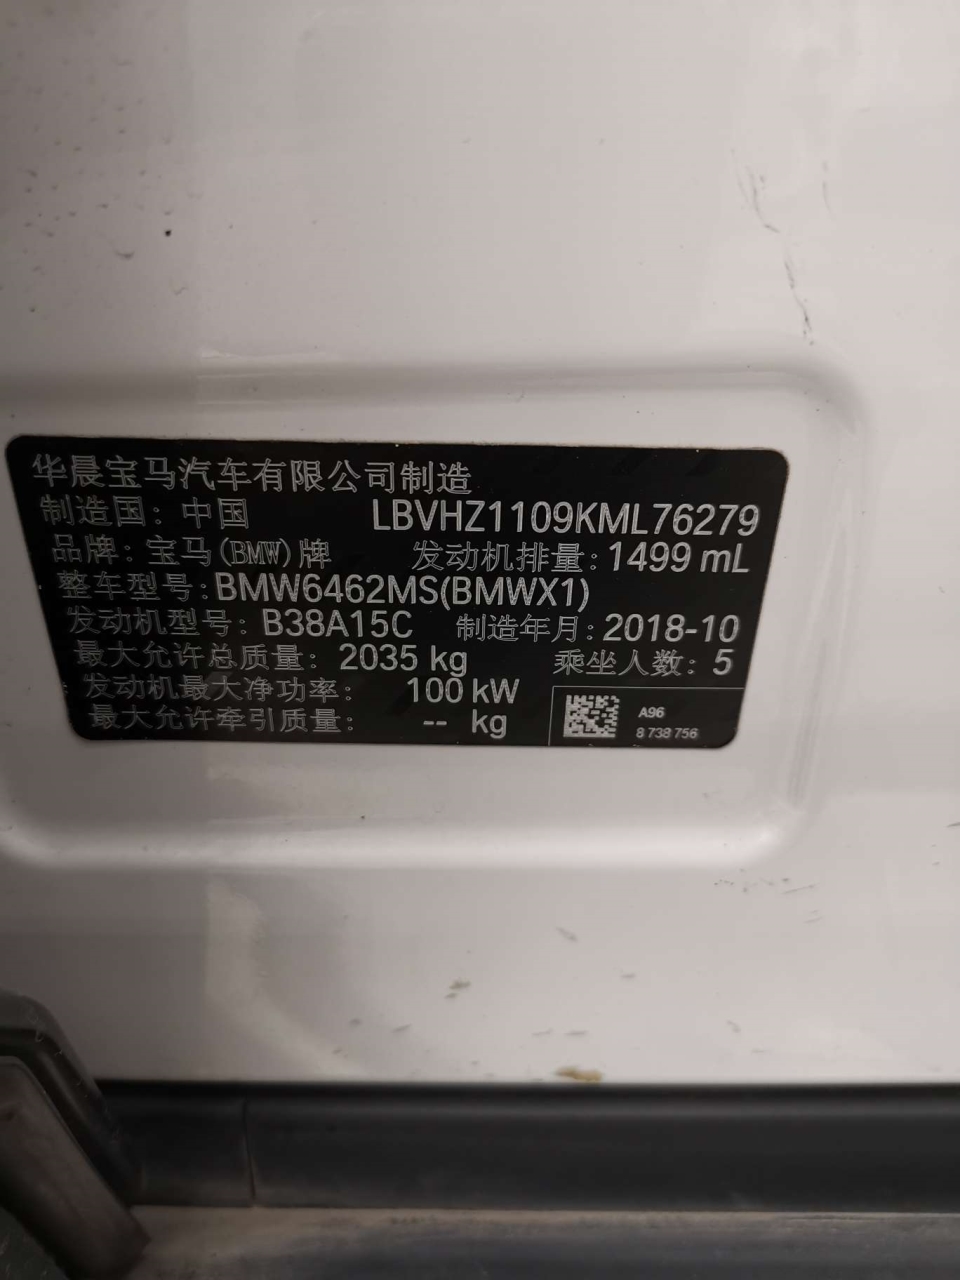 华晨宝马汽车有限公司制造
制造国: 中国 LBVHZ1109KML76279
品牌: 宝马(BMW)牌 发动机排量: 1499 mL
整车型号: BMW6462MS(BMWX1)
发动机型号: B38A15C 制造年月: 2018-10
最大允许总质量: 2035 kg 乘坐人数: 5
发动机最大净功率: 100 kW
最大允许牵引质量: -- kg
A96
8 738 756